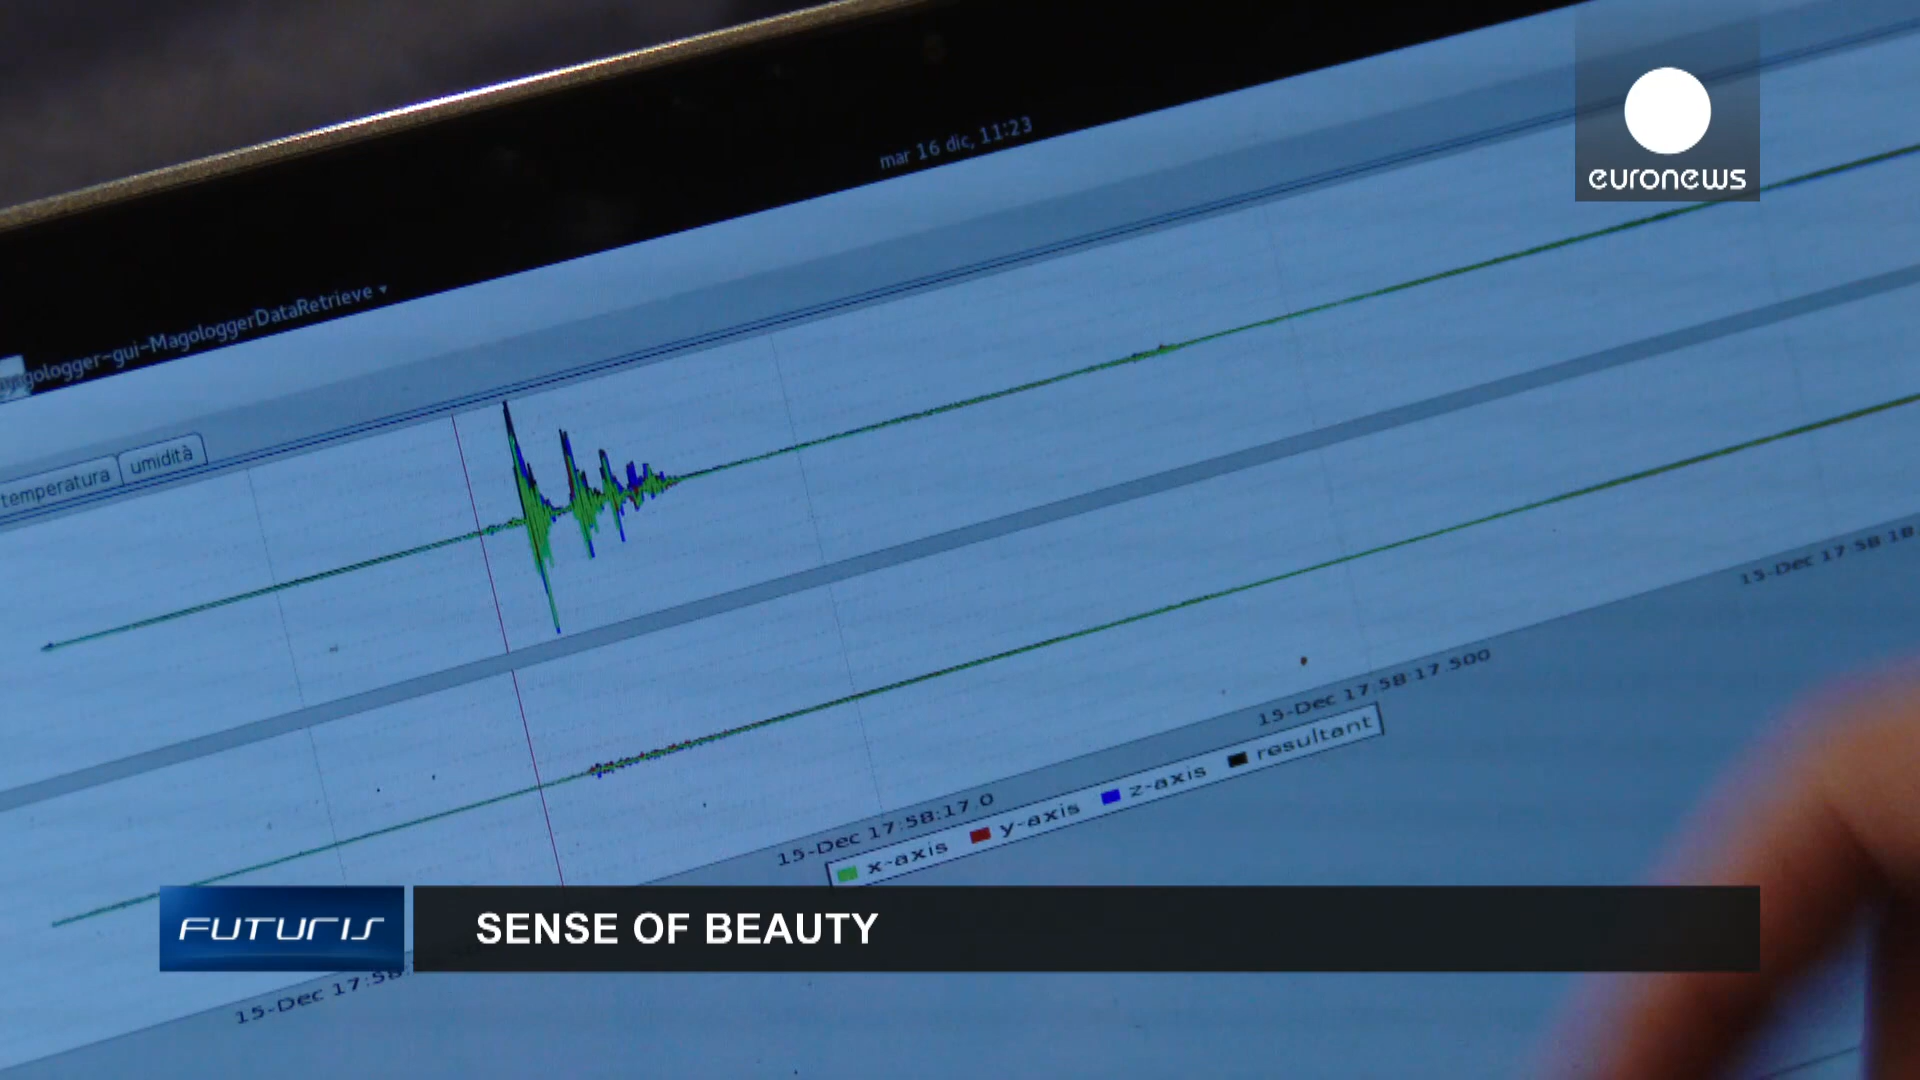 mar 16 dic, 11:23
euronews
gologger-gui-MagologgerDataRetrieve
temperatura
umidità
15-Dec 17:58:17.0
15-Dec 17:58:17.500
15-Dec 17:58 18
x-axis y-axis z-axis resultant
FUTURIS
SENSE OF BEAUTY
15-Dec 17:58